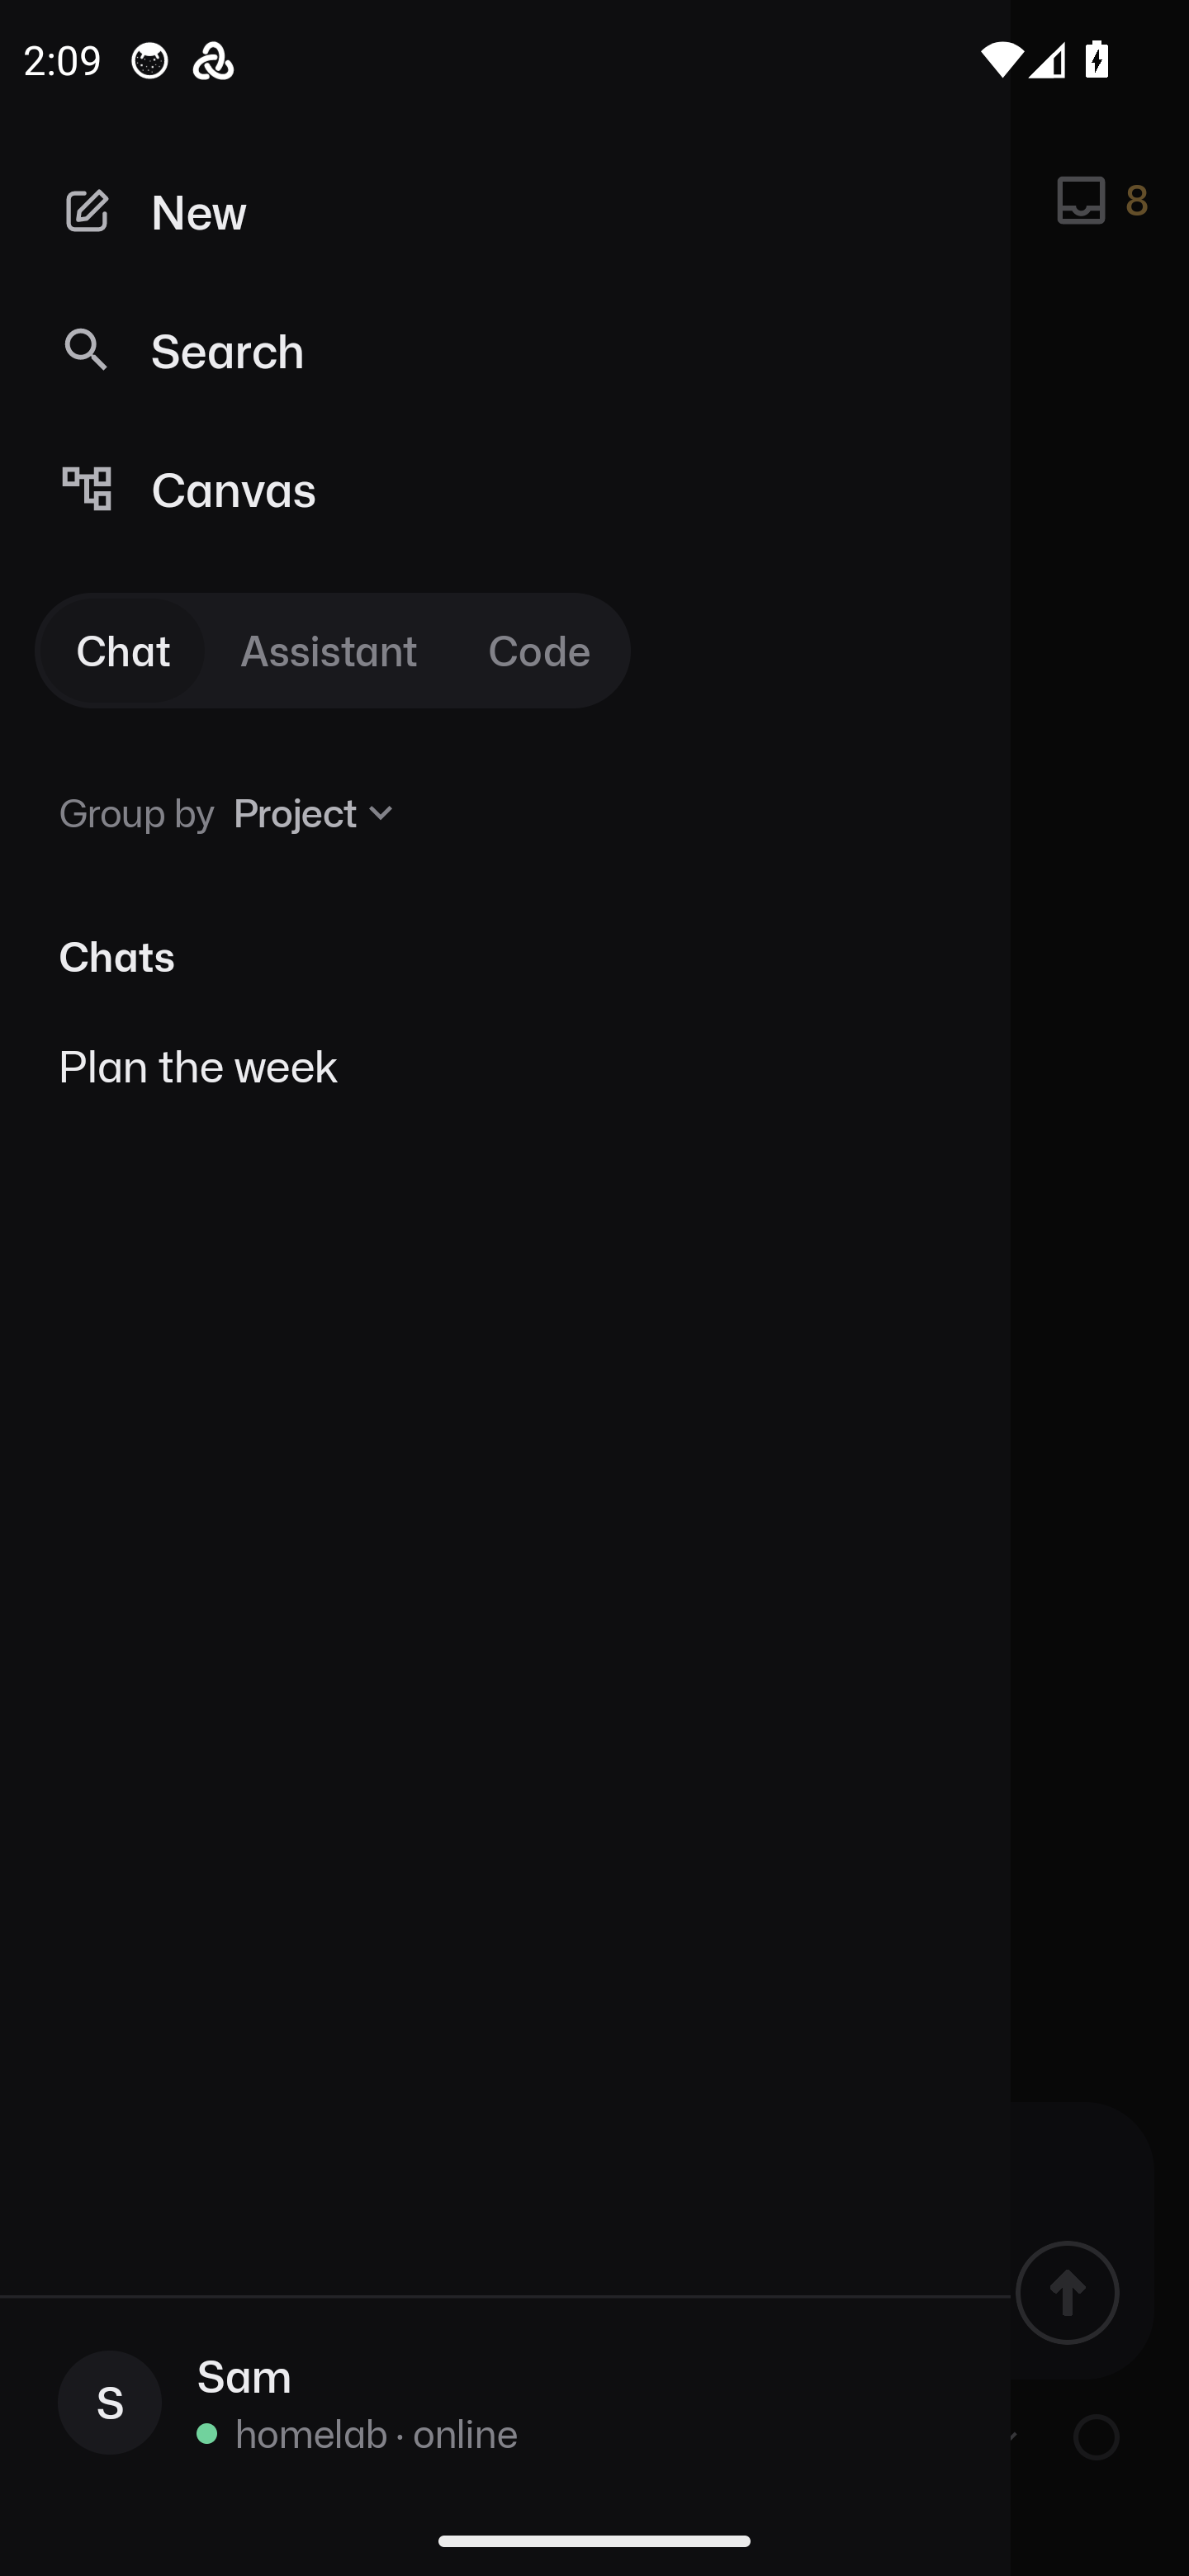 2:09
8
New
Search
Canvas
Chat Assistant Code
Group by Project
Chats
Plan the week
S
Sam
homelab · online